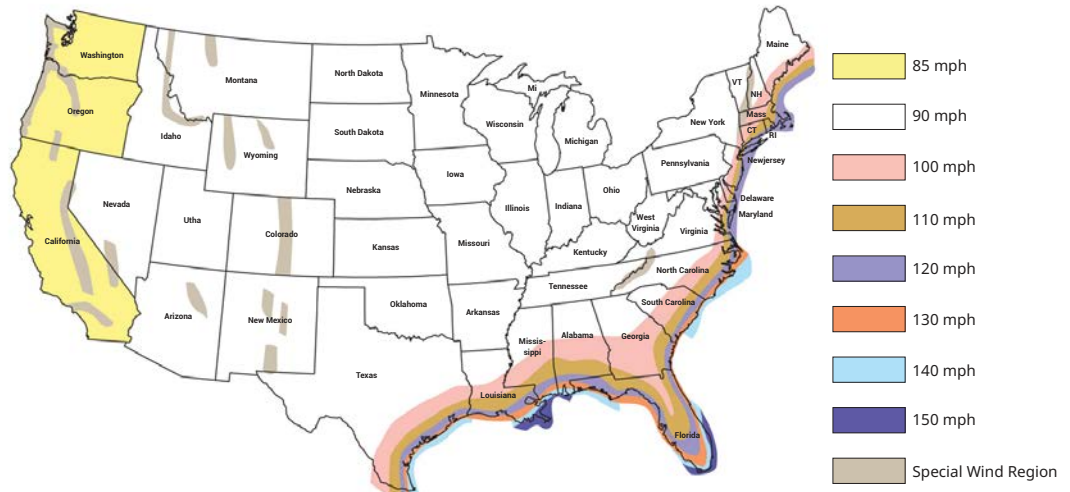 Washington
Oregon
California
Nevada
Idaho
Montana
Wyoming
Utha
Arizona
Colorado
New Mexico
North Dakota
South Dakota
Nebraska
Kansas
Oklahoma
Texas
Minnesota
Iowa
Missouri
Arkansas
Louisiana
Wisconsin
Illinois
Mi
Michigan
Indiana
Ohio
Kentucky
Tennessee
Missis-
sippi
Alabama
Georgia
Florida
South Carolina
North Carolina
Virginia
West
Virginia
Pennsylvania
New York
VT
NH
Maine
Mass
CT
RI
Newjersey
Delaware
Maryland
85 mph
90 mph
100 mph
110 mph
120 mph
130 mph
140 mph
150 mph
Special Wind Region